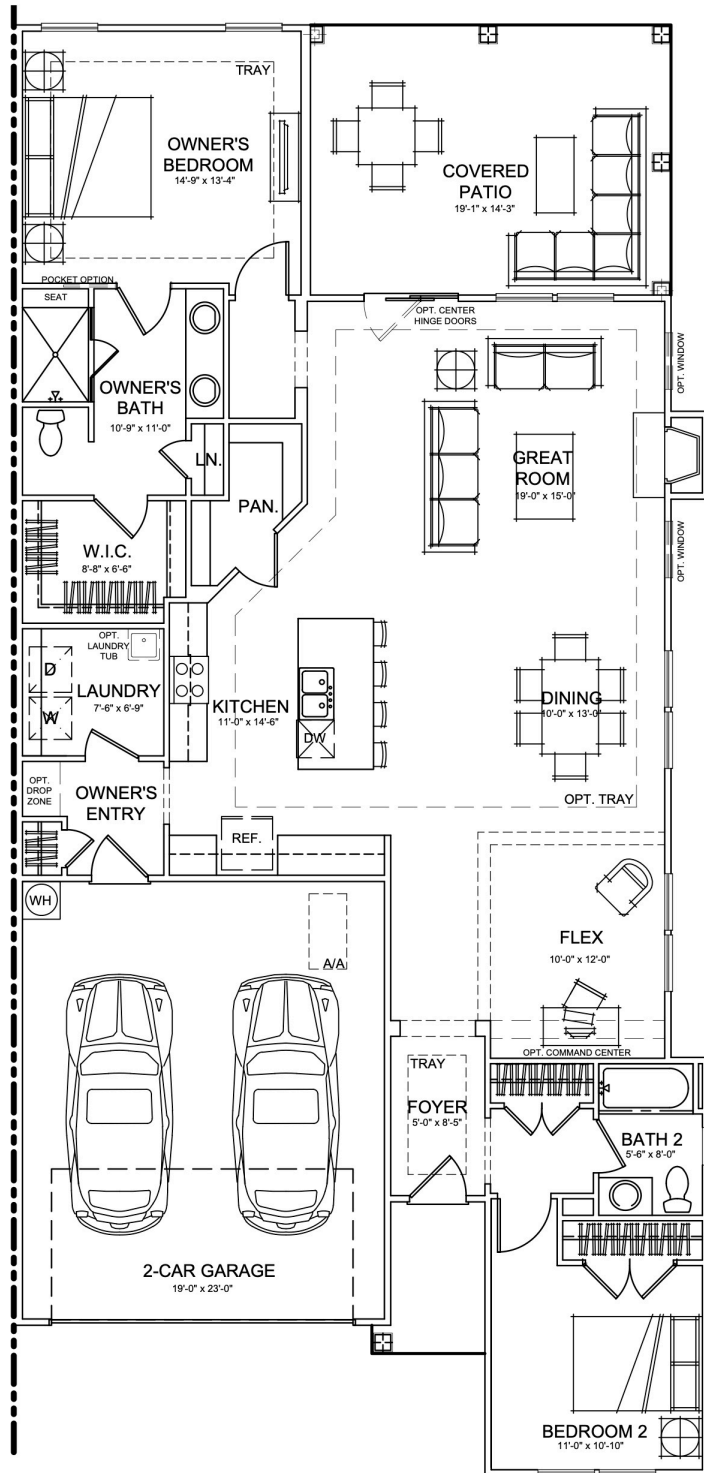 TRAY
OWNER'S
BEDROOM
14'-9" x 13'-4"
COVERED
PATIO
19'-1" x 14'-3"
POCKET OPTION
SEAT
OPT. CENTER
HINGE DOORS
OWNER'S
BATH
10'-9" x 11'-0"
OPT. WINDOW
LN.
PAN.
GREAT
ROOM
19'-0" x 15'-0"
W.I.C.
8'-8" x 6'-6"
OPT. WINDOW
OPT.
LAUNDRY
TUB
D
W
LAUNDRY
7'-6" x 6'-9"
KITCHEN
11'-0" x 14'-6"
DW
DINING
10'-0" x 13'-0"
OPT.
DROP
ZONE
OWNER'S
ENTRY
OPT. TRAY
REF.
WH
A/A
FLEX
10'-0" x 12'-0"
OPT. COMMAND CENTER
TRAY
FOYER
5'-0" x 8'-5"
BATH 2
5'-6" x 8'-0"
2-CAR GARAGE
19'-0" x 23'-0"
BEDROOM 2
11'-0" x 10'-10"